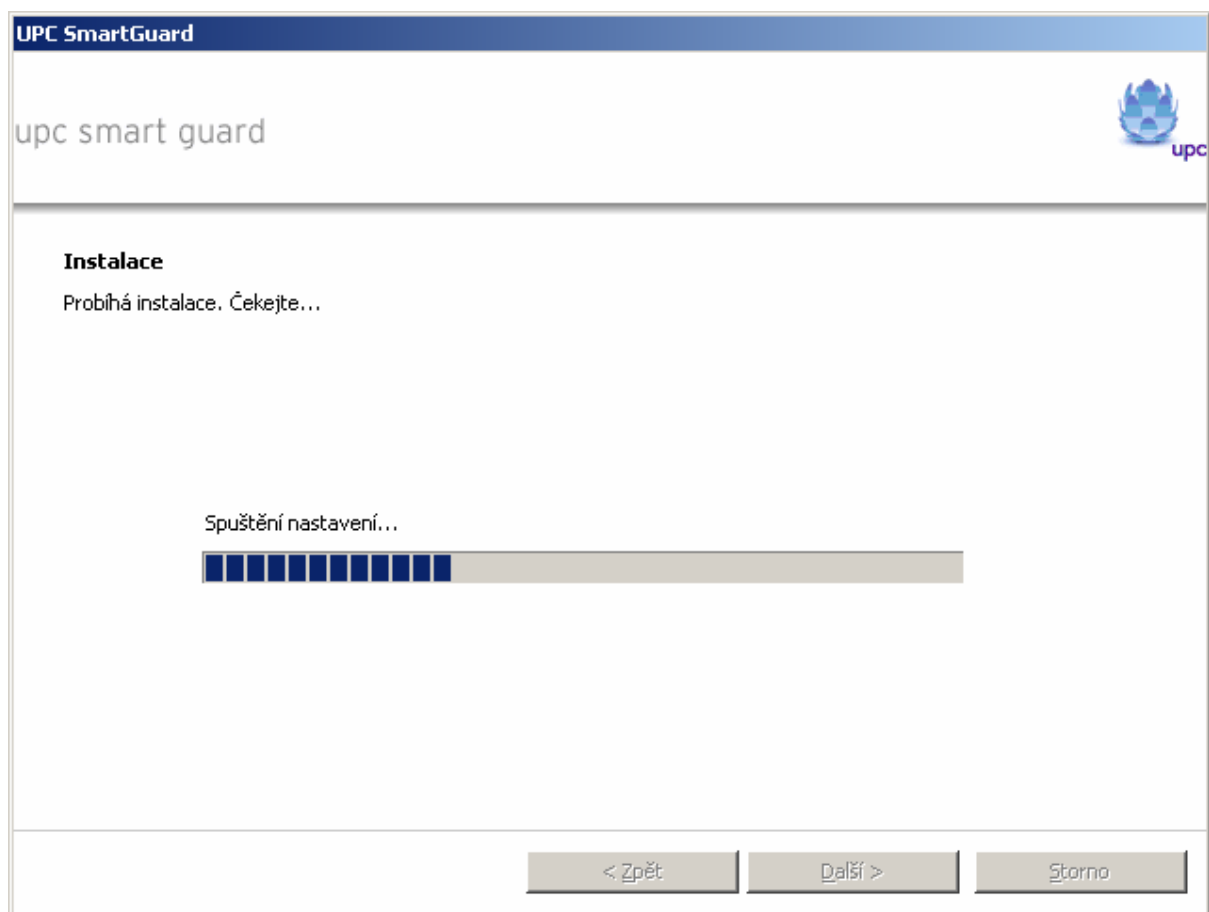 UPC SmartGuard
upc smart guard
upc
Instalace
Probíhá instalace. Čekejte...
Spuštění nastavení...
< Zpět
Další >
Storno